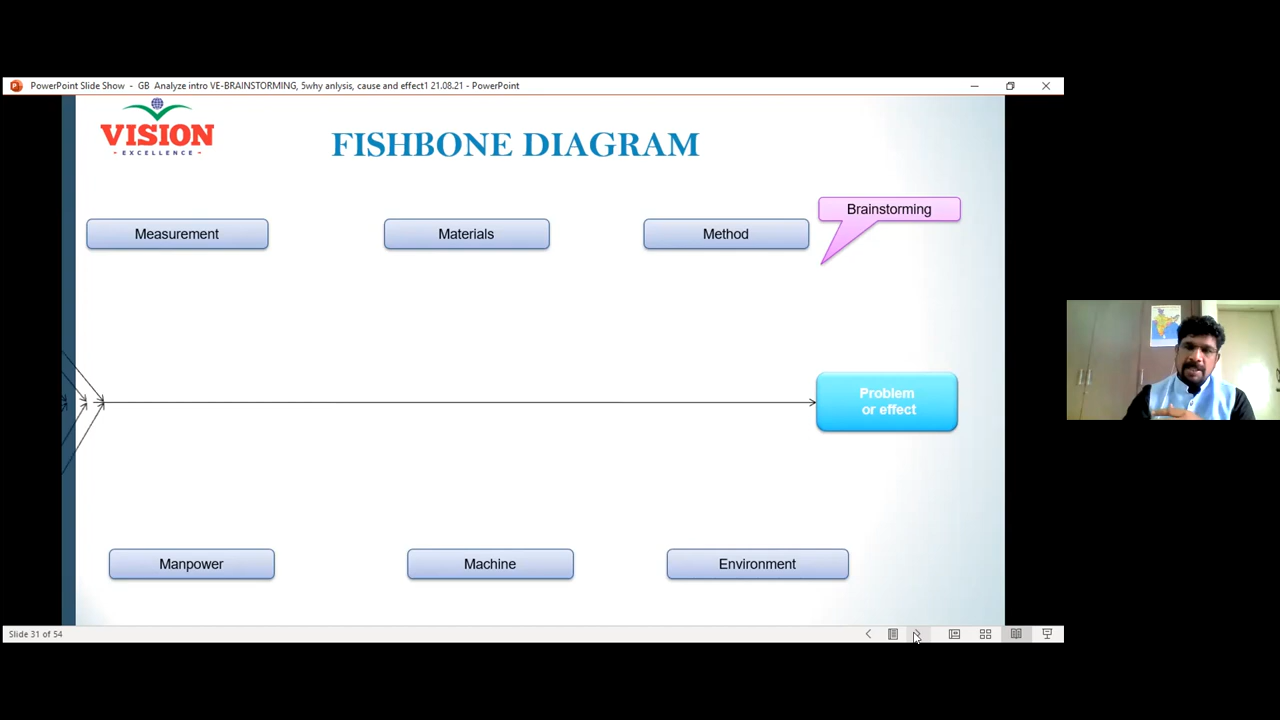 PowerPoint Slide Show - GB Analyze intro VE-BRAINSTORMING, 5why anlysis, cause and effect1 21.08.21 - PowerPoint
VISION
- EXCELLENCE -
FISHBONE DIAGRAM
Brainstorming
Measurement
Materials
Method
Problem
or effect
Manpower
Machine
Environment
Slide 31 of 54